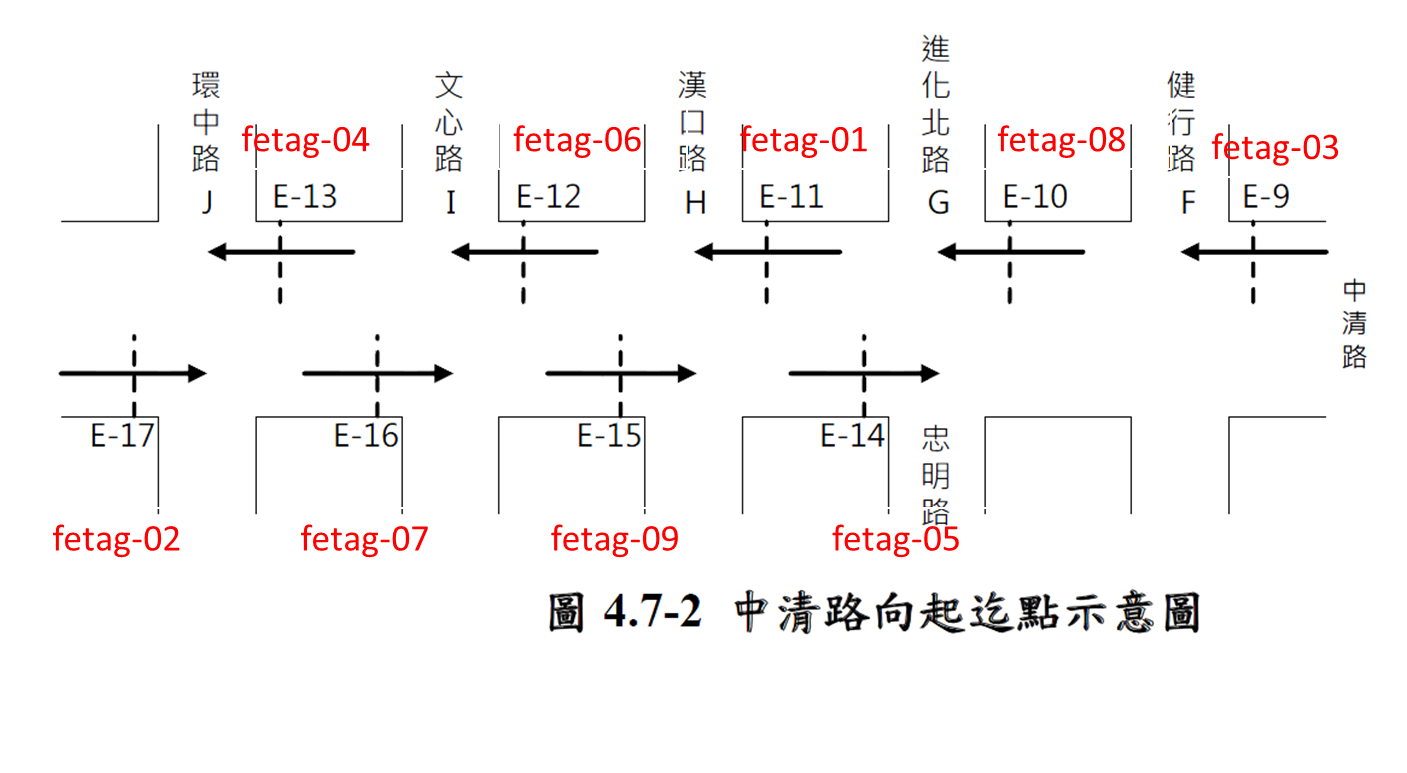 環中路
文心路
漢口路
進化北路
健行路
fetag-04
fetag-06
fetag-01
fetag-08
fetag-03
J
E-13
I
E-12
H
E-11
G
E-10
F
E-9
中清路
E-17
E-16
E-15
E-14
忠明路
fetag-02
fetag-07
fetag-09
fetag-05
圖 4.7-2 中清路向起迄點示意圖